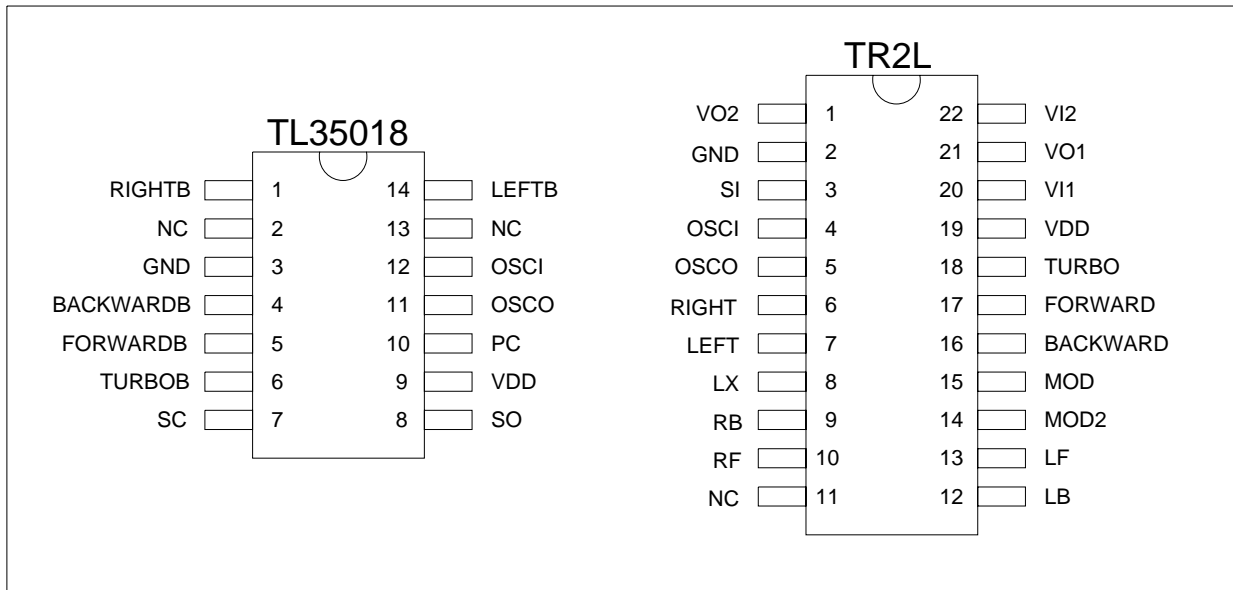 TL35018
RIGHTB 1 14 LEFTB
NC 2 13 NC
GND 3 12 OSCI
BACKWARDB 4 11 OSCO
FORWARDB 5 10 PC
TURBOB 6 9 VDD
SC 7 8 SO
TR2L
VO2 1 22 VI2
GND 2 21 VO1
SI 3 20 VI1
OSCI 4 19 VDD
OSCO 5 18 TURBO
RIGHT 6 17 FORWARD
LEFT 7 16 BACKWARD
LX 8 15 MOD
RB 9 14 MOD2
RF 10 13 LF
NC 11 12 LB